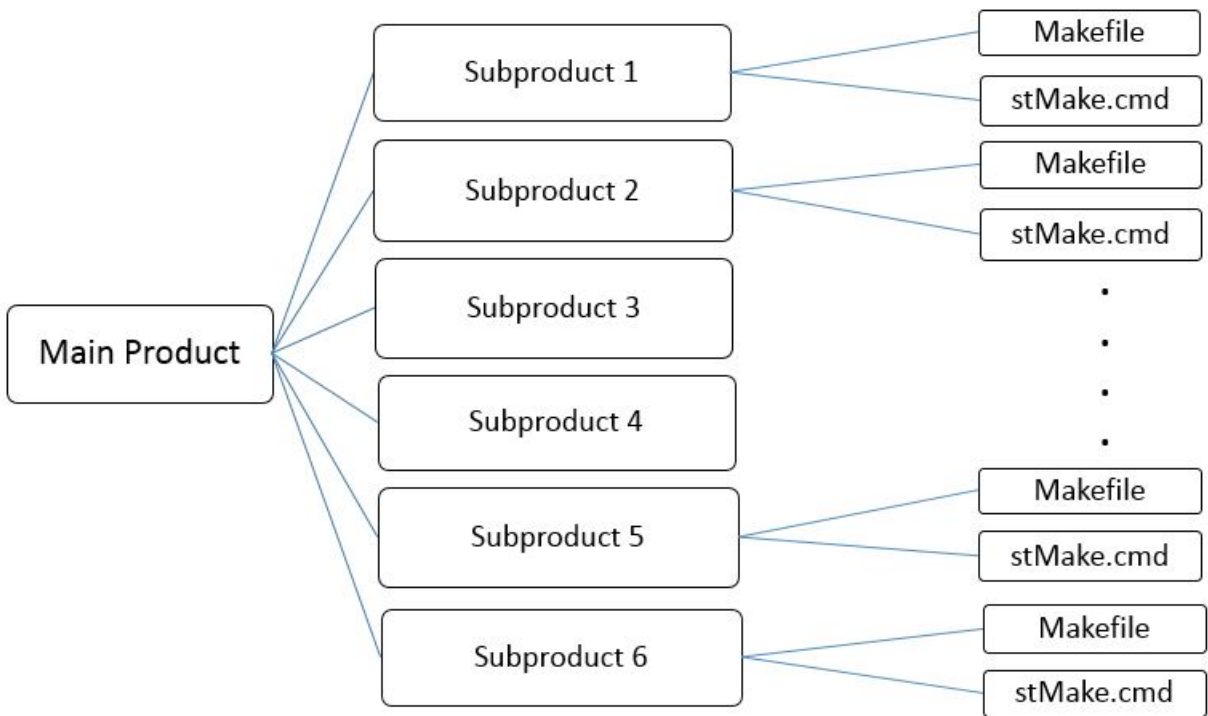 Main Product
Subproduct 1
Makefile
stMake.cmd
Subproduct 2
Makefile
stMake.cmd
Subproduct 3
Subproduct 4
Subproduct 5
Makefile
stMake.cmd
Subproduct 6
Makefile
stMake.cmd